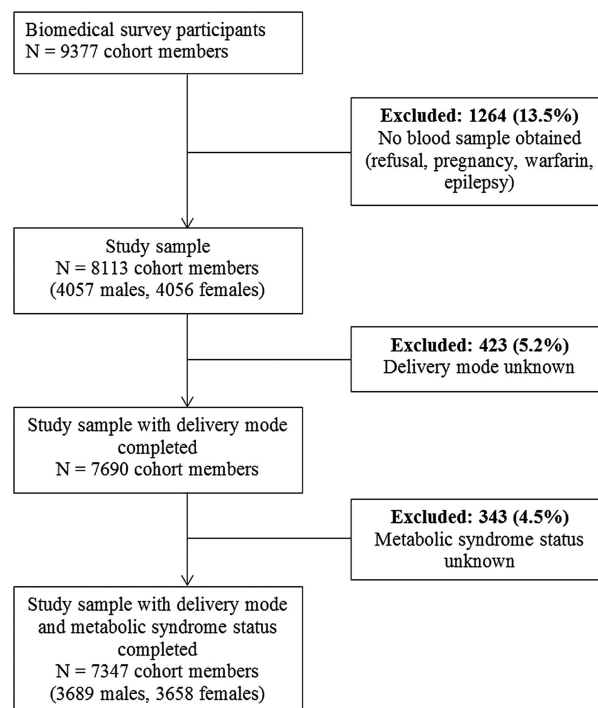 Biomedical survey participants
N = 9377 cohort members
Excluded: 1264 (13.5%)
No blood sample obtained
(refusal, pregnancy, warfarin,
epilepsy)
Study sample
N = 8113 cohort members
(4057 males, 4056 females)
Excluded: 423 (5.2%)
Delivery mode unknown
Study sample with delivery mode
completed
N = 7690 cohort members
Excluded: 343 (4.5%)
Metabolic syndrome status
unknown
Study sample with delivery mode
and metabolic syndrome status
completed
N = 7347 cohort members
(3689 males, 3658 females)